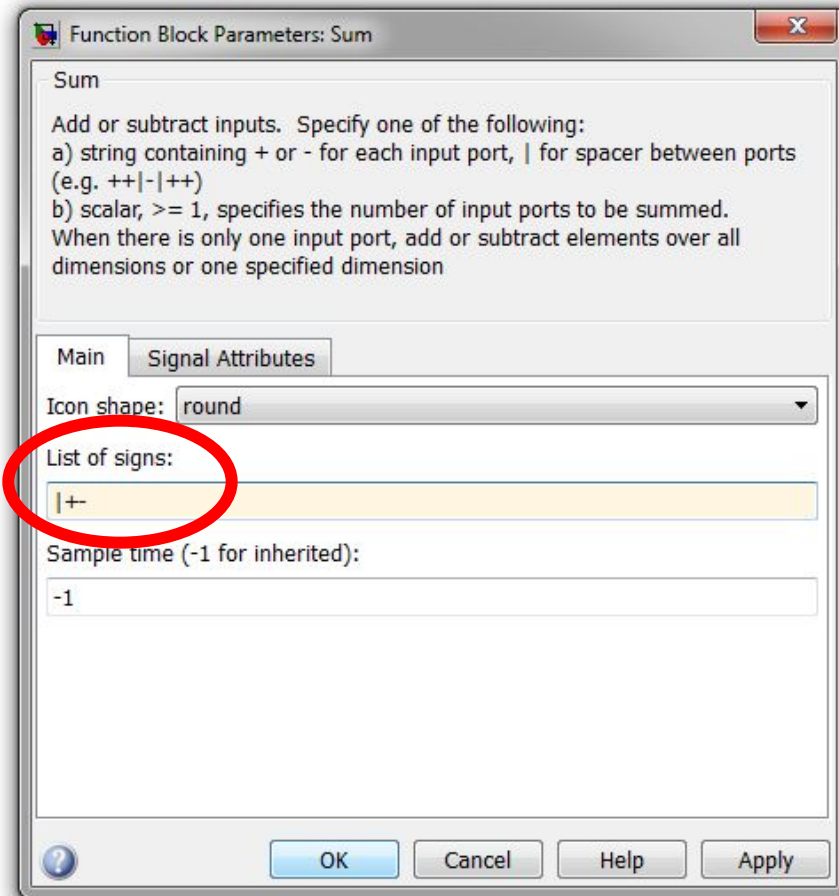 Function Block Parameters: Sum
x
Sum
Add or subtract inputs.  Specify one of the following:
a) string containing + or - for each input port, | for spacer between ports
(e.g. ++|-|++)
b) scalar, >= 1, specifies the number of input ports to be summed.
When there is only one input port, add or subtract elements over all
dimensions or one specified dimension
Main Signal Attributes
Icon shape: round
List of signs:
|+-
Sample time (-1 for inherited):
-1
? OK Cancel Help Apply